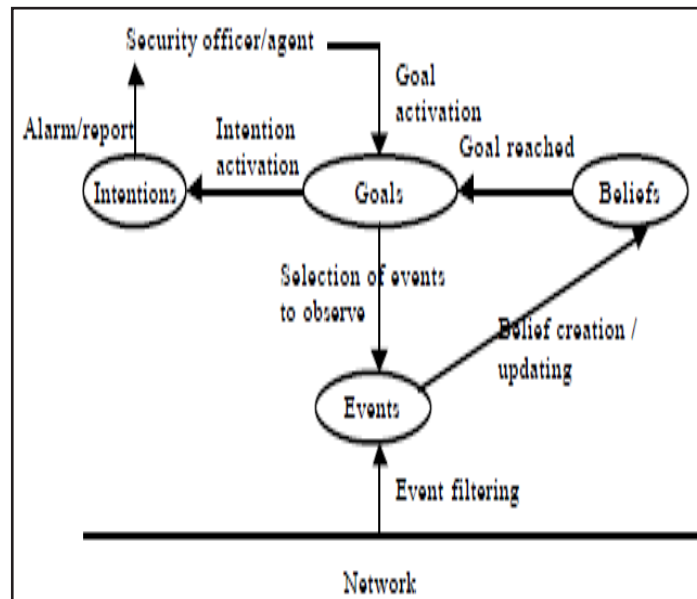 Security officer/agent
Goal
activation
Alarm/report
Intention
activation
Goal reached
Intentions
Goals
Beliefs
Selection of events
to observe
Belief creation /
updating
Events
Event filtering
Network